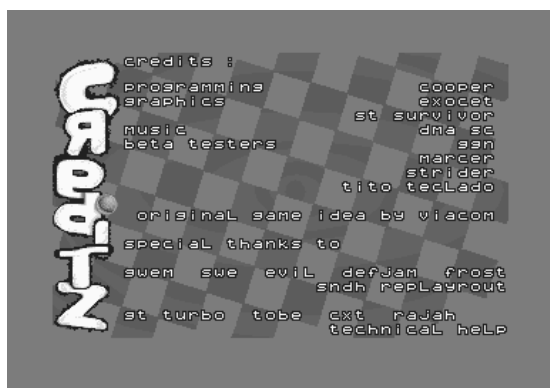 CREDITZ
credits :
programming cooper
graphics exocet
st survivor
music dma sc
beta testers ggn
marcer
strider
tito tecLado
originaL game idea by viacom
speciaL thanks to
gwem swe eviL defjam frost
sndh repLayrout
gt turbo tobe cxt rajah
technicaL heLp